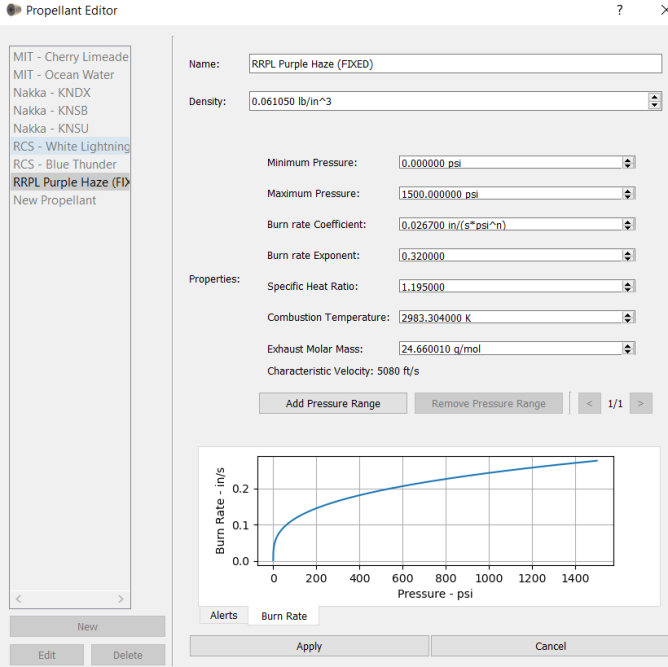 Propellant Editor ? ×
MIT - Cherry Limeade
MIT - Ocean Water
Nakka - KNDX
Nakka - KNSB
Nakka - KNSU
RCS - White Lightning
RCS - Blue Thunder
RRPL Purple Haze (FIX
New Propellant
< >
New
Edit Delete
Name: RRPL Purple Haze (FIXED)
Density: 0.061050 lb/in^3
Properties:
Minimum Pressure: 0.000000 psi
Maximum Pressure: 1500.000000 psi
Burn rate Coefficient: 0.026700 in/(s*psi^n)
Burn rate Exponent: 0.320000
Specific Heat Ratio: 1.195000
Combustion Temperature: 2983.304000 K
Exhaust Molar Mass: 24.660010 g/mol
Characteristic Velocity: 5080 ft/s
Add Pressure Range Remove Pressure Range < 1/1 >
Burn Rate - in/s
0.2
0.1
0.0
0 200 400 600 800 1000 1200 1400
Pressure - psi
Alerts Burn Rate
Apply Cancel